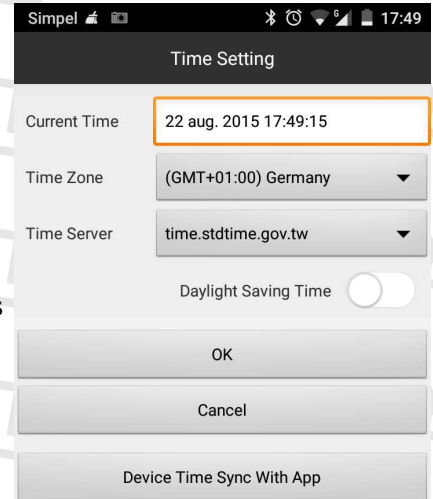 Simpel 17:49
Time Setting
Current Time 22 aug. 2015 17:49:15
Time Zone (GMT+01:00) Germany
Time Server time.stdtime.gov.tw
Daylight Saving Time
s
OK
Cancel
Device Time Sync With App